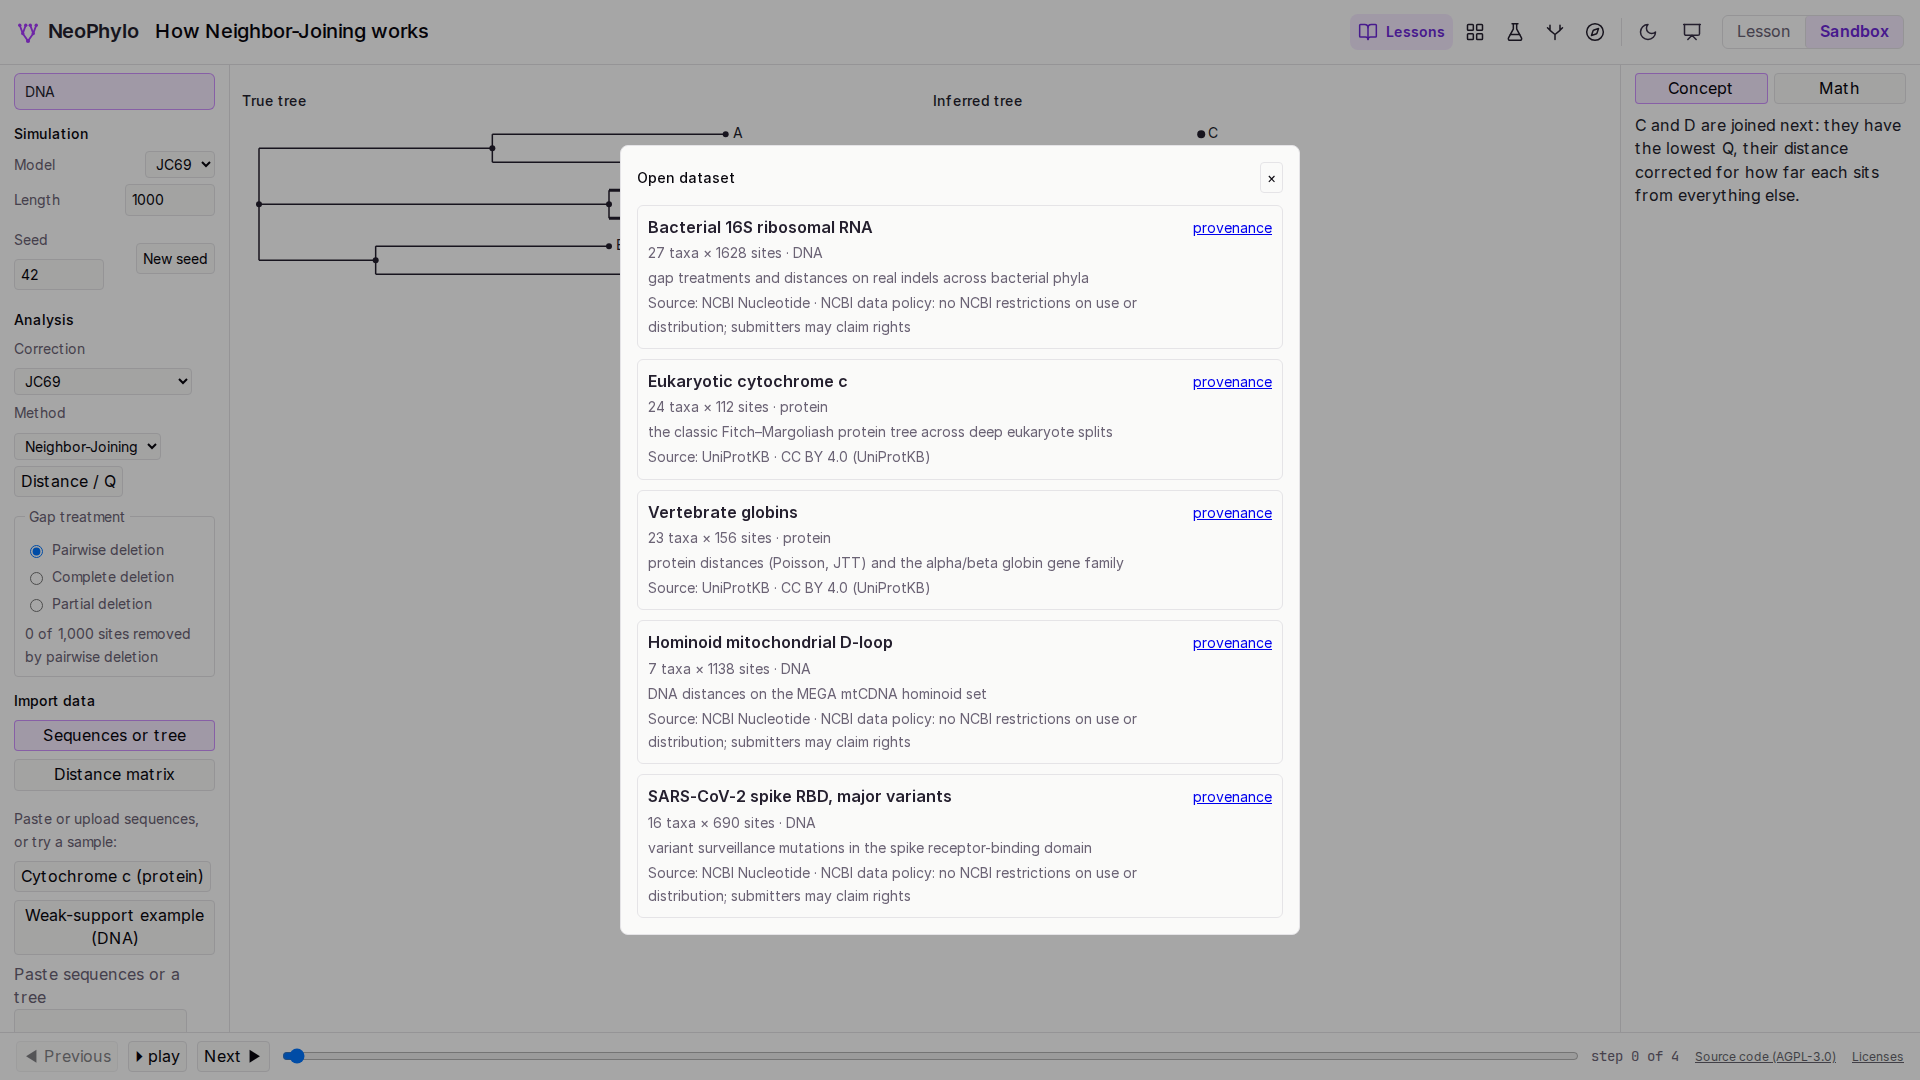 NeoPhylo
How Neighbor-Joining works
Lessons
Lesson
Sandbox
DNA
Simulation
Model
JC69
Length
1000
Seed
42
New seed
Analysis
Correction
JC69
Method
Neighbor-Joining
Distance / Q
Gap treatment
Pairwise deletion
Complete deletion
Partial deletion
0 of 1,000 sites removed
by pairwise deletion
Import data
Sequences or tree
Distance matrix
Paste or upload sequences,
or try a sample:
Cytochrome c (protein)
Weak-support example
(DNA)
Paste sequences or a
tree
True tree
A
Inferred tree
C
Open dataset
×
Bacterial 16S ribosomal RNA
provenance
27 taxa × 1628 sites · DNA
gap treatments and distances on real indels across bacterial phyla
Source: NCBI Nucleotide · NCBI data policy: no NCBI restrictions on use or
distribution; submitters may claim rights
Eukaryotic cytochrome c
provenance
24 taxa × 112 sites · protein
the classic Fitch–Margoliash protein tree across deep eukaryote splits
Source: UniProtKB · CC BY 4.0 (UniProtKB)
Vertebrate globins
provenance
23 taxa × 156 sites · protein
protein distances (Poisson, JTT) and the alpha/beta globin gene family
Source: UniProtKB · CC BY 4.0 (UniProtKB)
Hominoid mitochondrial D-loop
provenance
7 taxa × 1138 sites · DNA
DNA distances on the MEGA mtCDNA hominoid set
Source: NCBI Nucleotide · NCBI data policy: no NCBI restrictions on use or
distribution; submitters may claim rights
SARS-CoV-2 spike RBD, major variants
provenance
16 taxa × 690 sites · DNA
variant surveillance mutations in the spike receptor-binding domain
Source: NCBI Nucleotide · NCBI data policy: no NCBI restrictions on use or
distribution; submitters may claim rights
Concept
Math
C and D are joined next: they have
the lowest Q, their distance
corrected for how far each sits
from everything else.
◀ Previous
play
Next ▶
step 0 of 4
Source code (AGPL-3.0)
Licenses